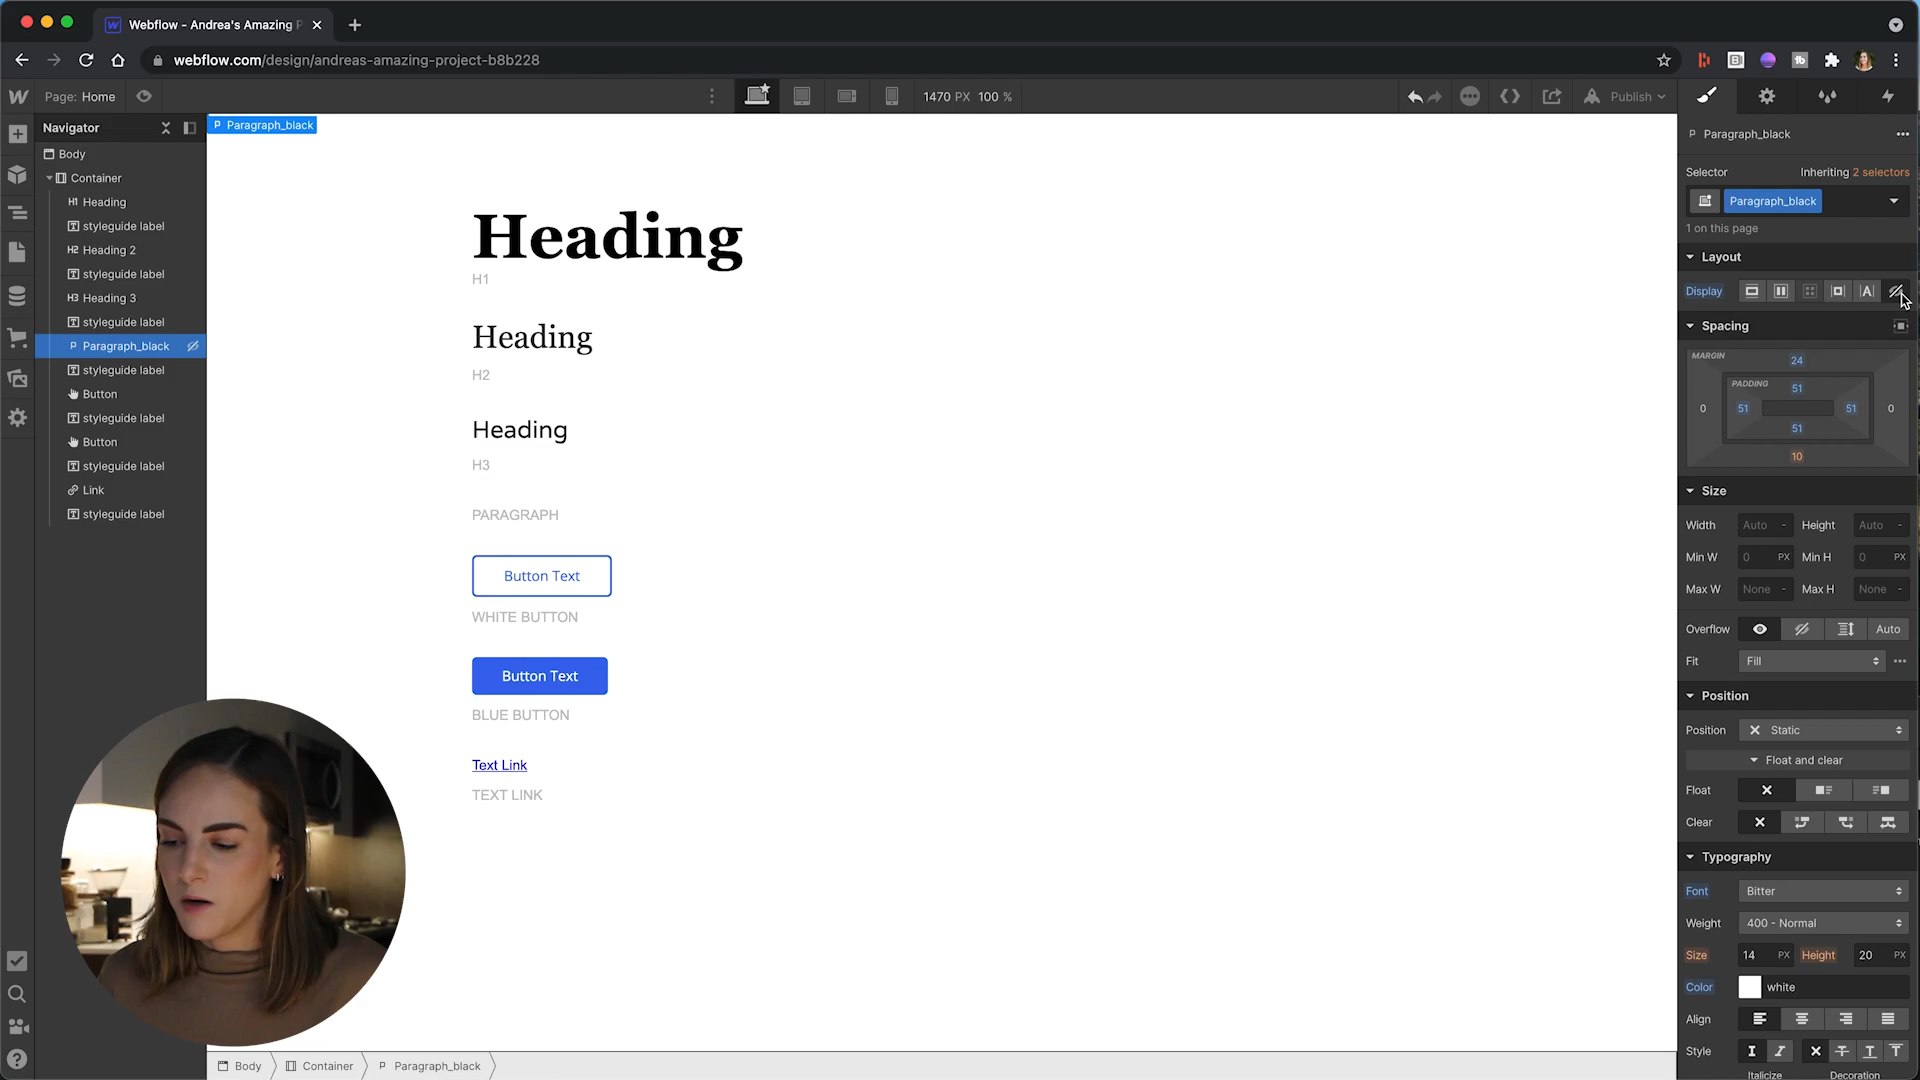 Webflow - Andrea's Amazing P
webflow.com/design/andreas-amazing-project-b8b228
Page: Home
1470 PX 100 %
Publish
Navigator
Body
Container
H1 Heading
styleguide label
H2 Heading 2
styleguide label
H3 Heading 3
styleguide label
P Paragraph_black
styleguide label
Button
styleguide label
Button
styleguide label
Link
styleguide label
P Paragraph_black
Heading
H1
Heading
H2
Heading
H3
PARAGRAPH
Button Text
WHITE BUTTON
Button Text
BLUE BUTTON
Text Link
TEXT LINK
Body
Container
P Paragraph_black
P Paragraph_black
Selector
Inheriting 2 selectors
Paragraph_black
1 on this page
Layout
Display
Spacing
MARGIN
24
PADDING
51
0 51 51 0
51
10
Size
Width Auto - Height Auto -
Min W 0 PX Min H 0 PX
Max W None - Max H None -
Overflow Auto
Fit Fill
Position
Position Static
Float and clear
Float
Clear
Typography
Font Bitter
Weight 400 - Normal
Size 14 PX Height 20 PX
Color white
Align
Style
Italicize Decoration